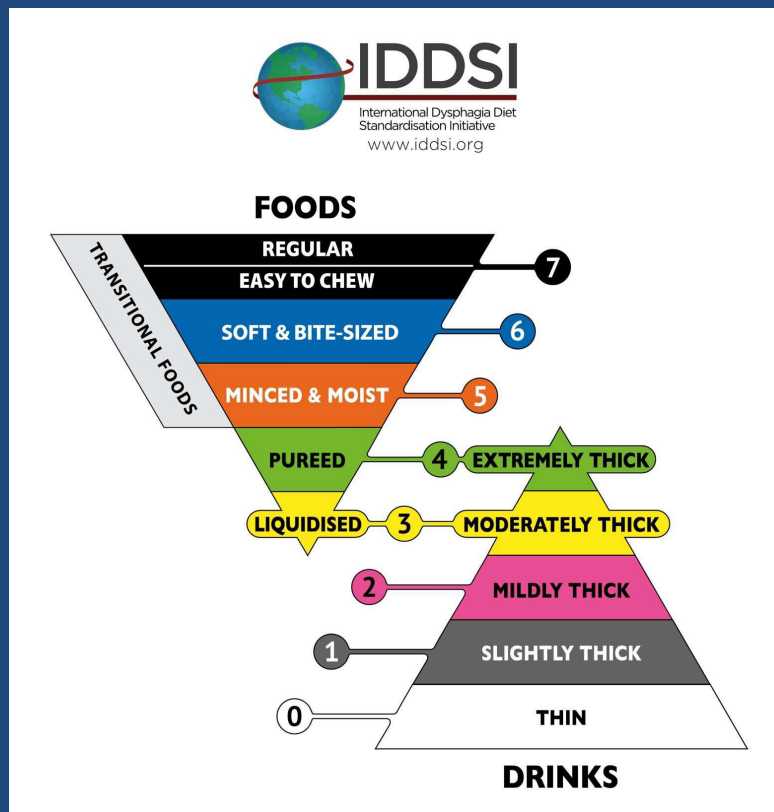 IDDSI
International Dysphagia Diet
Standardisation Initiative
www.iddsi.org
FOODS
TRANSITIONAL FOODS
REGULAR
EASY TO CHEW
7
SOFT & BITE-SIZED
6
MINCED & MOIST
5
PUREED
4
EXTREMELY THICK
LIQUIDISED
3
MODERATELY THICK
2
MILDLY THICK
1
SLIGHTLY THICK
0
THIN
DRINKS